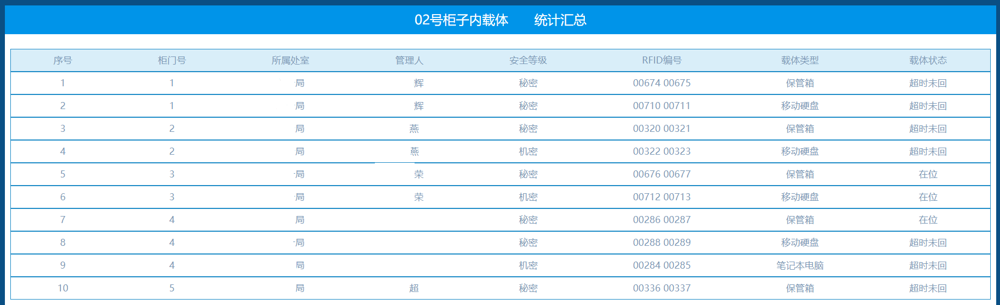 02号柜子内载体 统计汇总
序号 柜门号 所属处室 管理人 安全等级 RFID编号 载体类型 载体状态
1 1 局 辉 秘密 00674 00675 保管箱 超时未回
2 1 局 辉 秘密 00710 00711 移动硬盘 超时未回
3 2 局 燕 秘密 00320 00321 保管箱 超时未回
4 2 局 燕 机密 00322 00323 移动硬盘 超时未回
5 3 局 荣 秘密 00676 00677 保管箱 在位
6 3 局 荣 机密 00712 00713 移动硬盘 在位
7 4 局 秘密 00286 00287 保管箱 在位
8 4 局 秘密 00288 00289 移动硬盘 超时未回
9 4 局 机密 00284 00285 笔记本电脑 超时未回
10 5 局 超 秘密 00336 00337 保管箱 超时未回